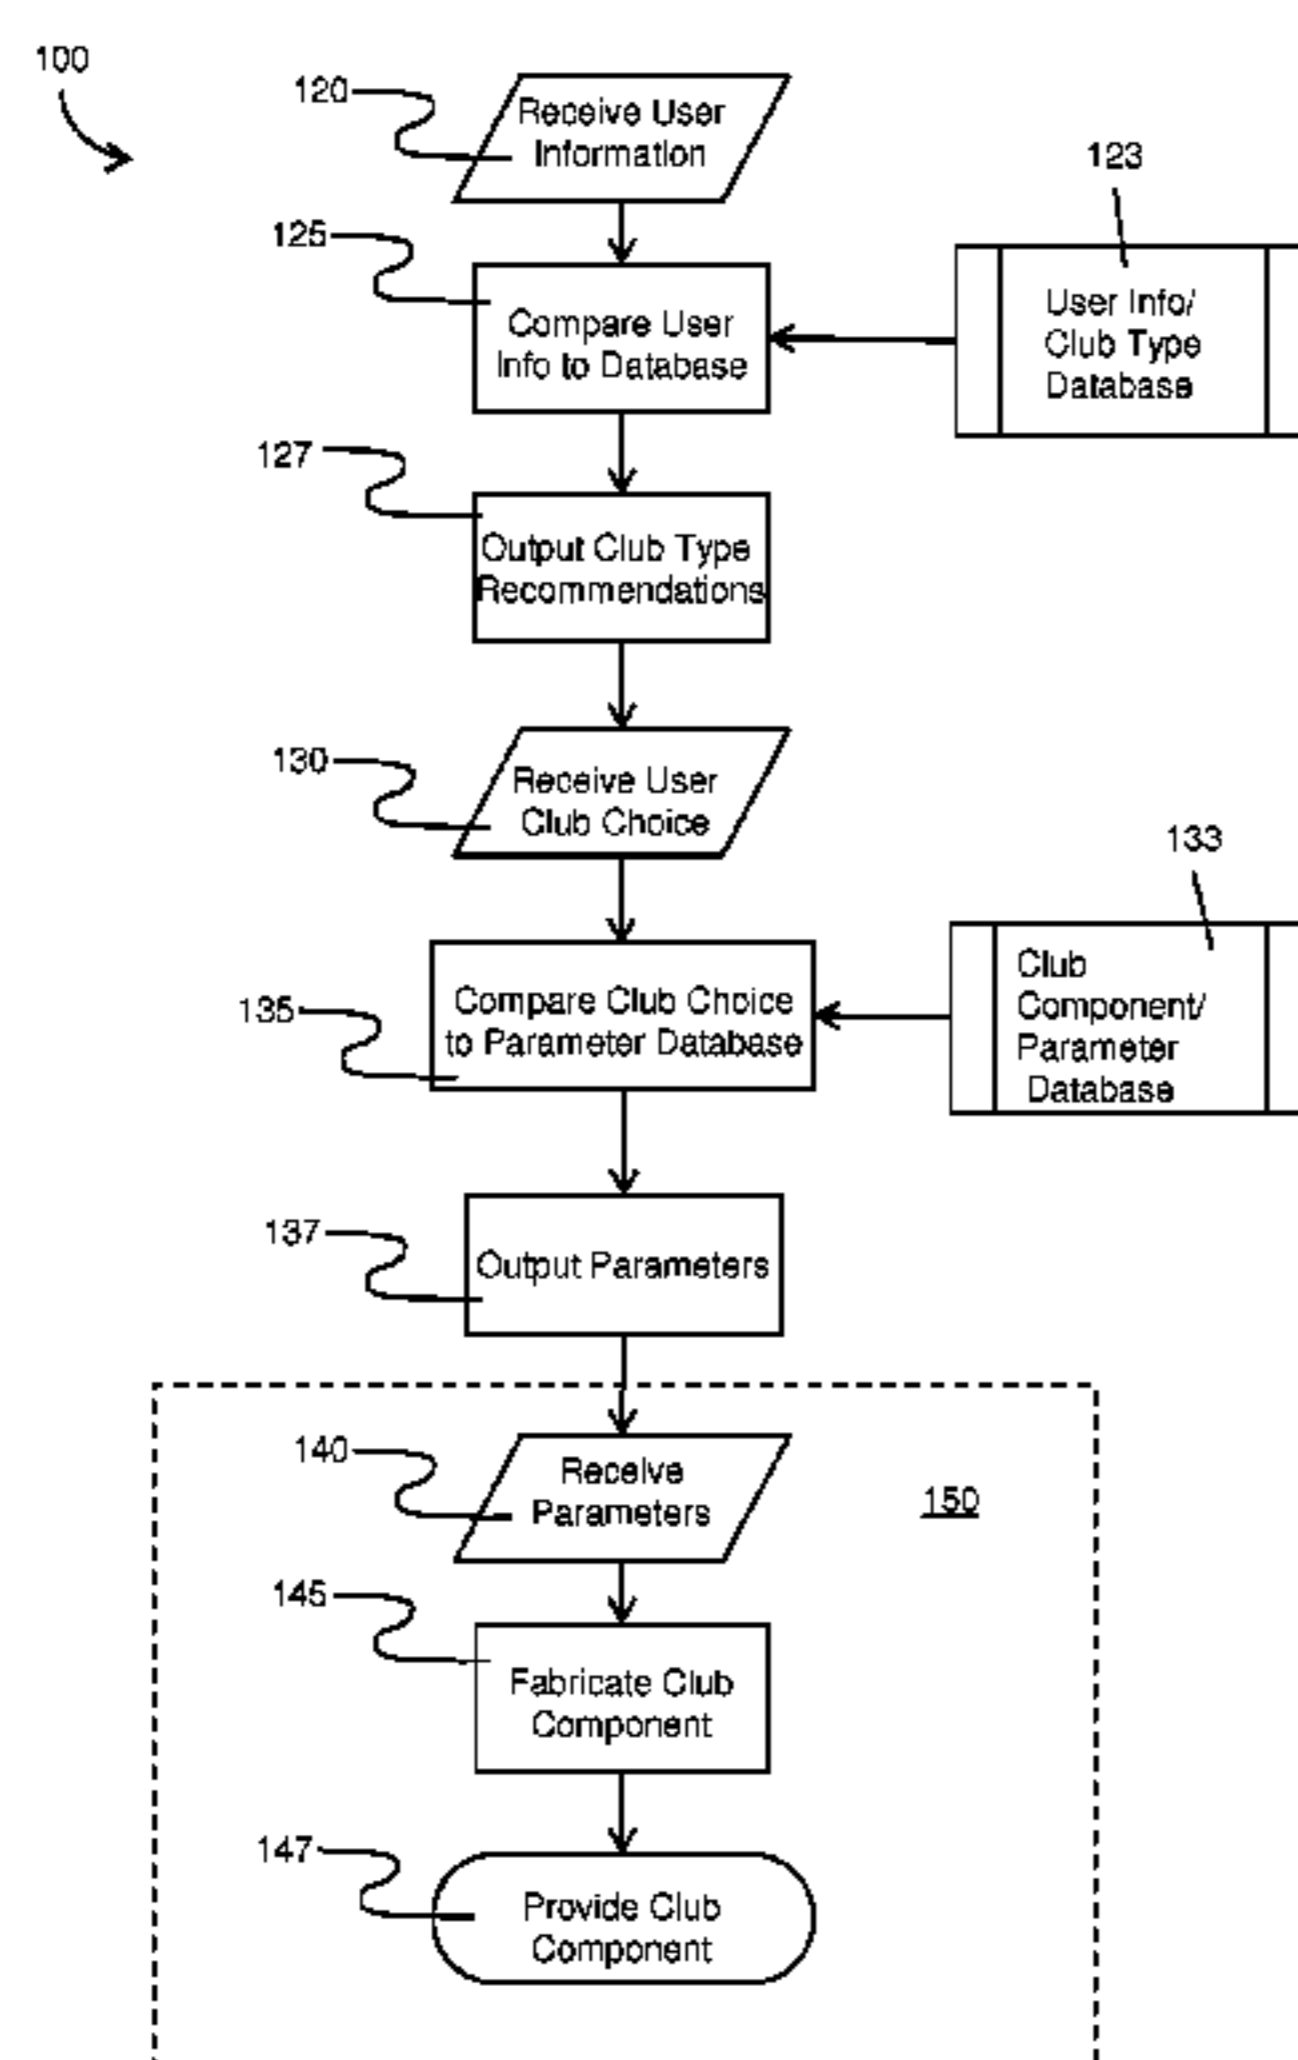 100
120
Receive User
Information
123
125
Compare User
Info to Database
User Info/
Club Type
Database
127
Output Club Type
Recommendations
130
Receive User
Club Choice
133
135
Compare Club Choice
to Parameter Database
Club
Component/
Parameter
Database
137
Output Parameters
140
Receive
Parameters
150
145
Fabricate Club
Component
147
Provide Club
Component